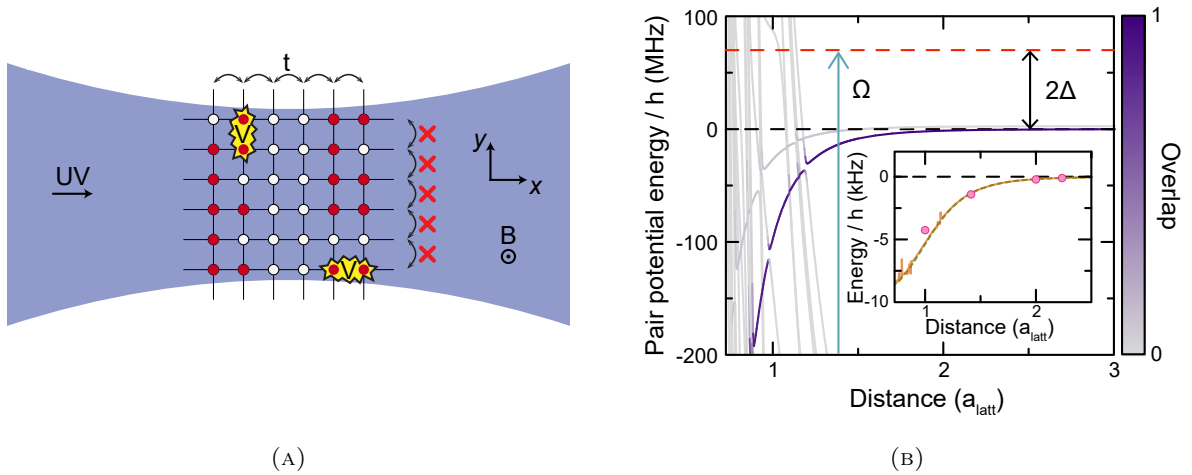 t
V
UV
y
x
B
V
(A)
Pair potential energy / h (MHz)
100
0
-100
-200
Ω
2Δ
1
2
3
Distance (a_latt)
Energy / h (kHz)
0
-5
-10
1
2
Distance (a_latt)
1
Overlap
0
(B)